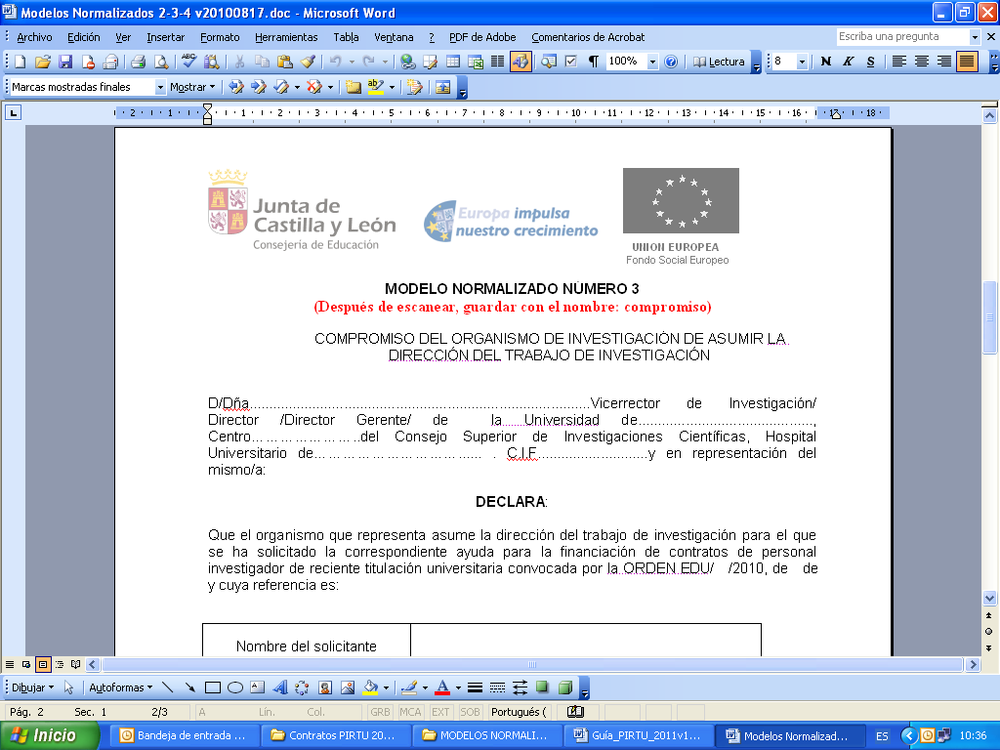 Modelos Normalizados 2-3-4 v20100817.doc - Microsoft Word
Archivo Edición Ver Insertar Formato Herramientas Tabla Ventana ? PDF de Adobe Comentarios de Acrobat Escriba una pregunta
100% Lectura 8 N K S
Marcas mostradas finales Mostrar
2 1 1 2 3 4 5 6 7 8 9 10 11 12 13 14 15 16 17 18
Junta de
Castilla y León
Consejería de Educación
Europa impulsa
nuestro crecimiento
UNION EUROPEA
Fondo Social Europeo
MODELO NORMALIZADO NÚMERO 3
(Después de escanear, guardar con el nombre: compromiso)
COMPROMISO DEL ORGANISMO DE INVESTIGACIÓN DE ASUMIR LA
DIRECCIÓN DEL TRABAJO DE INVESTIGACIÓN
D/Dña....................................................................................Vicerrector de Investigación/
Director /Director Gerente/ de la......Universidad de...........................................,
Centro…………………..del Consejo Superior de Investigaciones Científicas, Hospital
Universitario de…………………………….. . C.I.F...........................y en representación del
mismo/a:
DECLARA:
Que el organismo que representa asume la dirección del trabajo de investigación para el que
se ha solicitado la correspondiente ayuda para la financiación de contratos de personal
investigador de reciente titulación universitaria convocada por la ORDEN EDU/ /2010, de de
y cuya referencia es:
Nombre del solicitante
Dibujar Autoformas
Pág. 2 Sec. 1 2/3 A Lín. Col. GRB MCA EXT SOB Portugués (
Inicio Bandeja de entrada ... Contratos PIRTU 20... MODELOS NORMALI... Guía_PIRTU_2011v1... Modelos Normalizad... ES 10:36